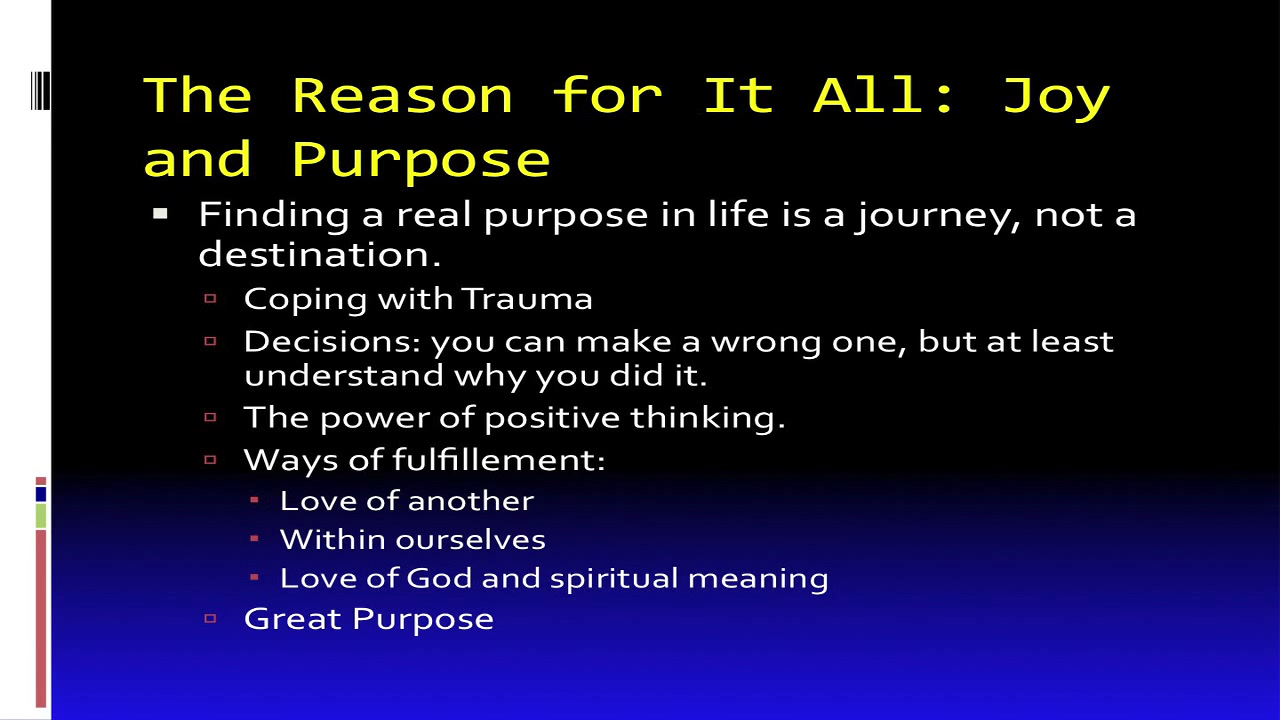 The Reason for It All: Joy
and Purpose
Finding a real purpose in life is a journey, not a
destination.
Coping with Trauma
Decisions: you can make a wrong one, but at least
understand why you did it.
The power of positive thinking.
Ways of fulfillement:
Love of another
Within ourselves
Love of God and spiritual meaning
Great Purpose